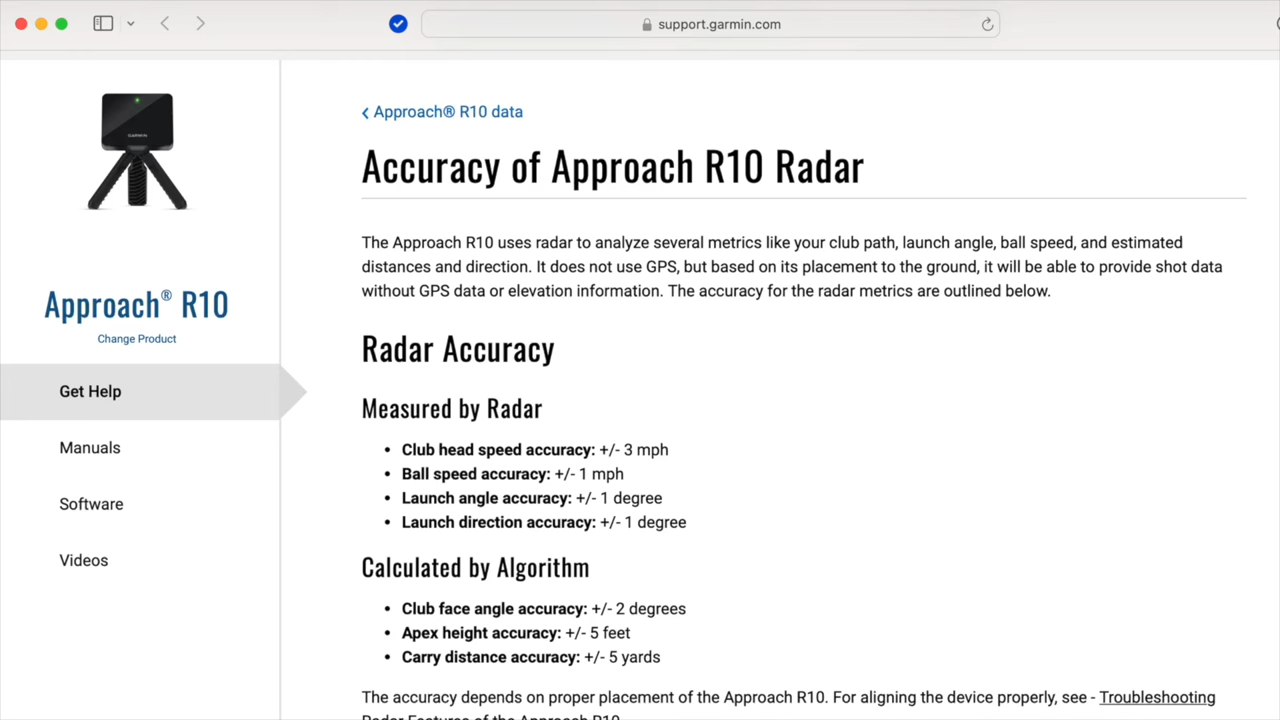 support.garmin.com
GARMIN
Approach® R10
Change Product
Get Help
Manuals
Software
Videos
Approach® R10 data
Accuracy of Approach R10 Radar
The Approach R10 uses radar to analyze several metrics like your club path, launch angle, ball speed, and estimated
distances and direction. It does not use GPS, but based on its placement to the ground, it will be able to provide shot data
without GPS data or elevation information. The accuracy for the radar metrics are outlined below.
Radar Accuracy
Measured by Radar
• Club head speed accuracy: +/- 3 mph
• Ball speed accuracy: +/- 1 mph
• Launch angle accuracy: +/- 1 degree
• Launch direction accuracy: +/- 1 degree
Calculated by Algorithm
• Club face angle accuracy: +/- 2 degrees
• Apex height accuracy: +/- 5 feet
• Carry distance accuracy: +/- 5 yards
The accuracy depends on proper placement of the Approach R10. For aligning the device properly, see - Troubleshooting
Radar Features of the Approach R10.